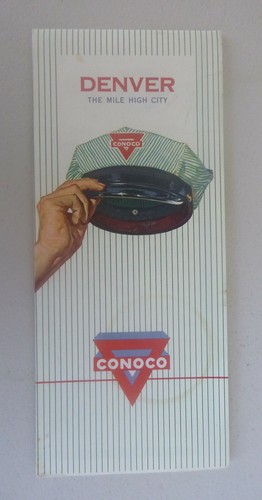 DENVER
THE MILE HIGH CITY
CONOCO
CONOCO